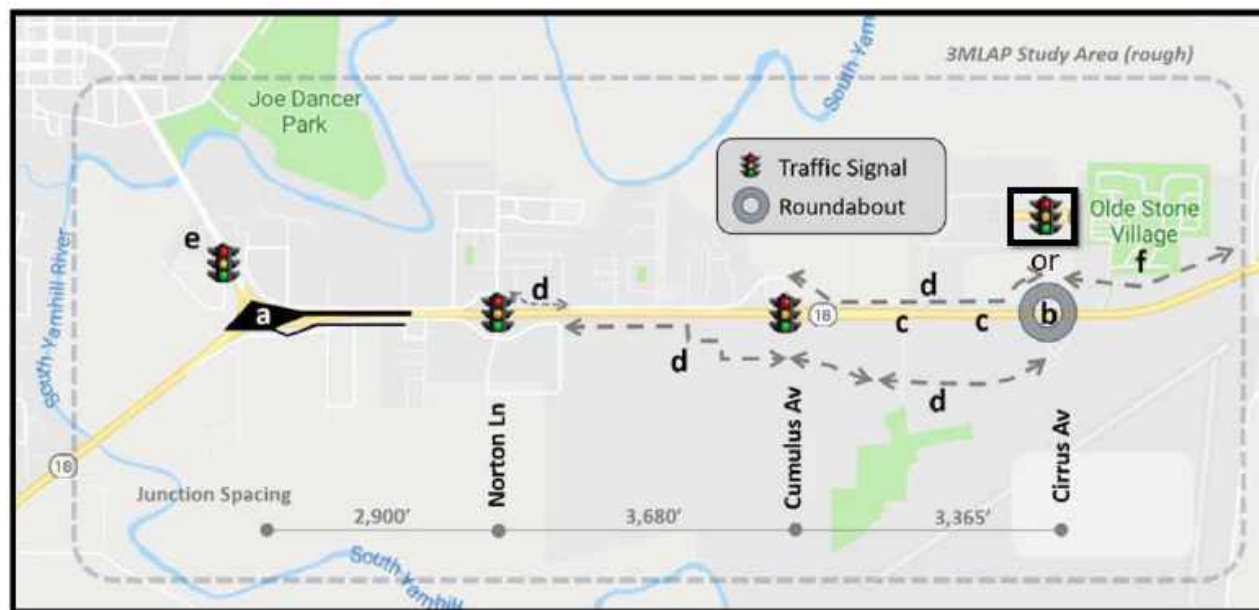 3MLAP Study Area (rough)
Joe Dancer
Park
South Yam
Traffic Signal
Roundabout
Olde Stone
Village
or
e
f
d
d
a
18
b
c
c
d
d
South Yamhill River
18
Norton Ln
Cumulus Av
Cirrus Av
Junction Spacing
2,900'
3,680'
3,365'
South Yamhill